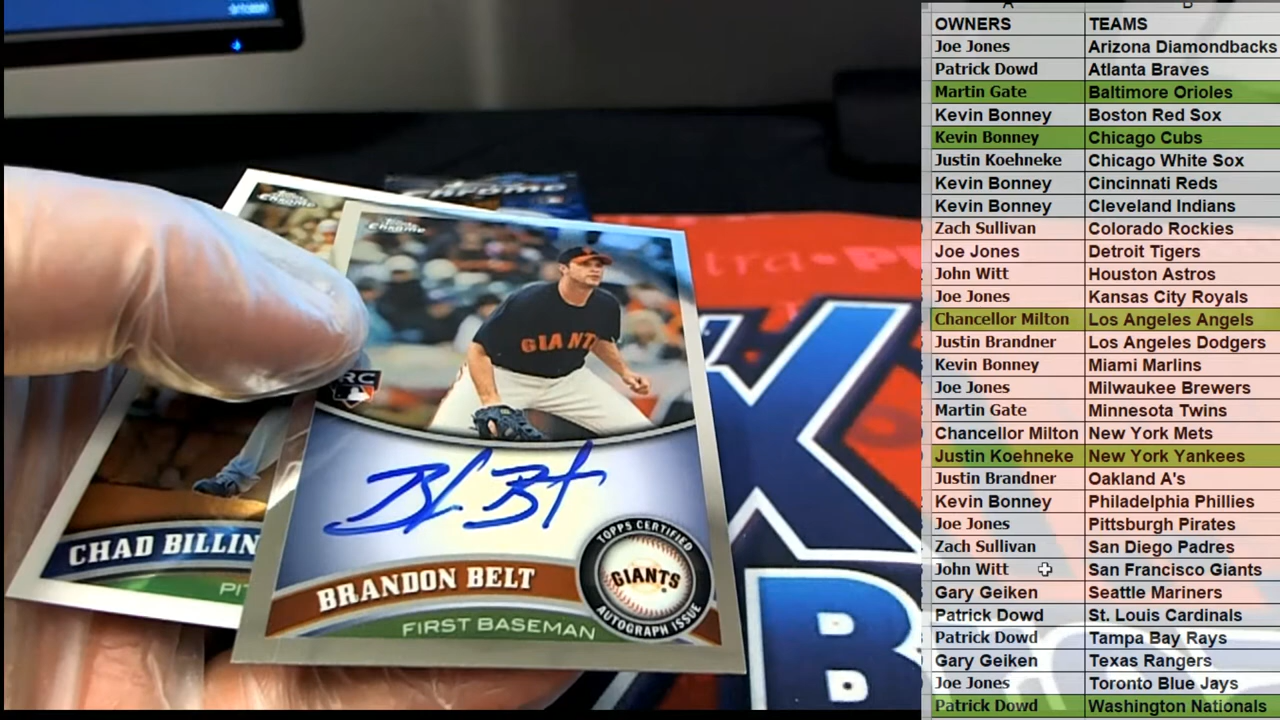 A B
OWNERS TEAMS
Joe Jones Arizona Diamondbacks
Patrick Dowd Atlanta Braves
Martin Gate Baltimore Orioles
Kevin Bonney Boston Red Sox
Kevin Bonney Chicago Cubs
Justin Koehneke Chicago White Sox
Kevin Bonney Cincinnati Reds
Kevin Bonney Cleveland Indians
Zach Sullivan Colorado Rockies
Joe Jones Detroit Tigers
John Witt Houston Astros
Joe Jones Kansas City Royals
Chancellor Milton Los Angeles Angels
Justin Brandner Los Angeles Dodgers
Kevin Bonney Miami Marlins
Joe Jones Milwaukee Brewers
Martin Gate Minnesota Twins
Chancellor Milton New York Mets
Justin Koehneke New York Yankees
Justin Brandner Oakland A's
Kevin Bonney Philadelphia Phillies
Joe Jones Pittsburgh Pirates
Zach Sullivan San Diego Padres
John Witt San Francisco Giants
Gary Geiken Seattle Mariners
Patrick Dowd St. Louis Cardinals
Patrick Dowd Tampa Bay Rays
Gary Geiken Texas Rangers
Joe Jones Toronto Blue Jays
Patrick Dowd Washington Nationals
Chrome
Topps Chrome
GIANT
RC
B B
BRANDON BELT
FIRST BASEMAN
TOPPS CERTIFIED
GIANTS
AUTOGRAPH ISSUE
CHAD BILLIN
PIT
tra•PR
X
B